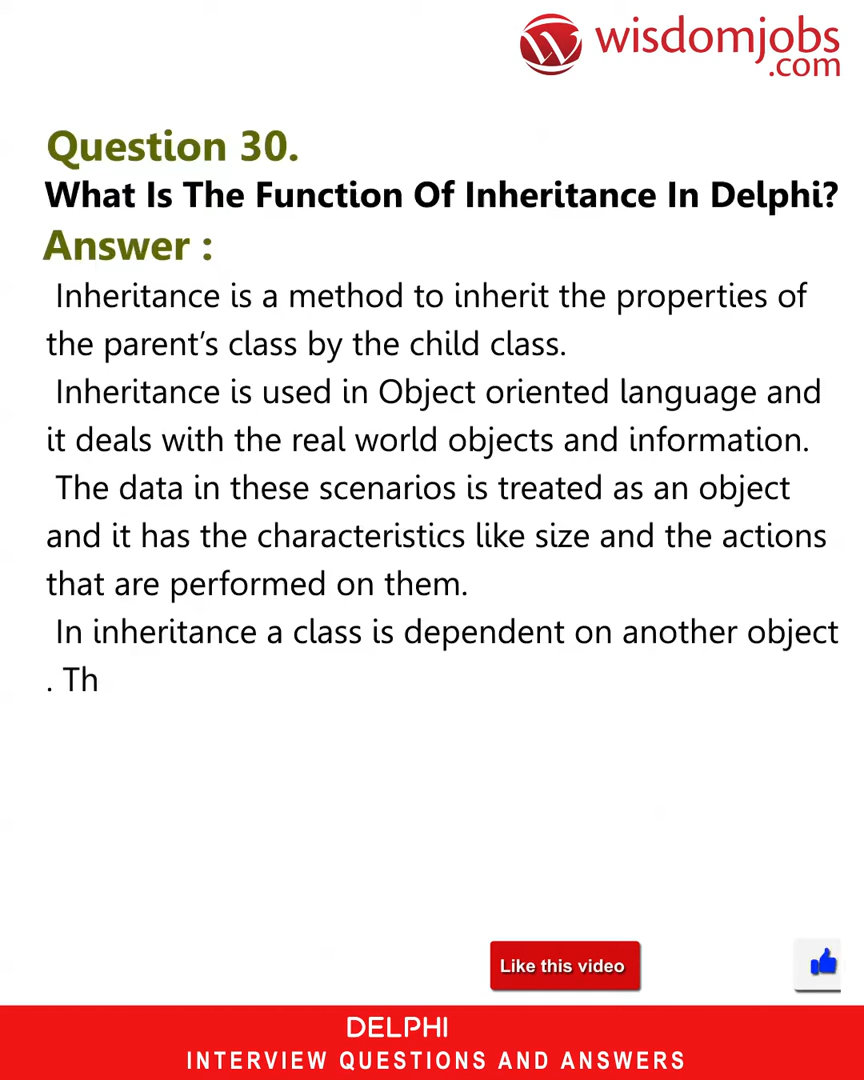 wisdomjobs
.com
Question 30.
What Is The Function Of Inheritance In Delphi?
Answer :
Inheritance is a method to inherit the properties of
the parent’s class by the child class.
Inheritance is used in Object oriented language and
it deals with the real world objects and information.
The data in these scenarios is treated as an object
and it has the characteristics like size and the actions
that are performed on them.
In inheritance a class is dependent on another object
. Th
Like this video
DELPHI
INTERVIEW QUESTIONS AND ANSWERS